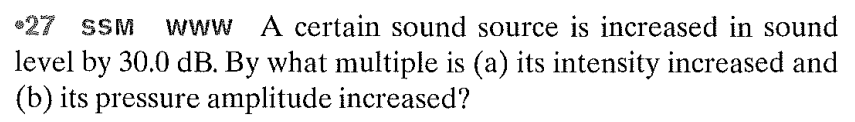 •27 SSM WWW A certain sound source is increased in sound
level by 30.0 dB. By what multiple is (a) its intensity increased and
(b) its pressure amplitude increased?